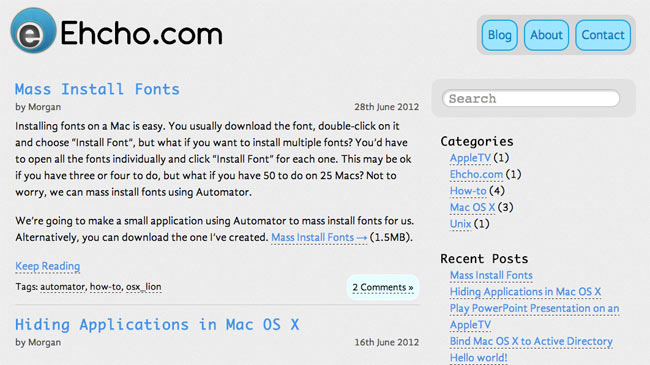 e Ehcho.com
Blog About Contact
Mass Install Fonts
by Morgan 28th June 2012
Installing fonts on a Mac is easy. You usually download the font, double-click on it
and choose “Install Font”, but what if you want to install multiple fonts? You’d have
to open all the fonts individually and click “Install Font” for each one. This may be ok
if you have three or four to do, but what if you have 50 to do on 25 Macs? Not to
worry, we can mass install fonts using Automator.
We’re going to make a small application using Automator to mass install fonts for us.
Alternatively, you can download the one I’ve created. Mass Install Fonts → (1.5MB).
Keep Reading
Tags: automator, how-to, osx_lion
2 Comments »
Hiding Applications in Mac OS X
by Morgan 16th June 2012
Search
Categories
AppleTV (1)
Ehcho.com (1)
How-to (4)
Mac OS X (3)
Unix (1)
Recent Posts
Mass Install Fonts
Hiding Applications in Mac OS X
Play PowerPoint Presentation on an
AppleTV
Bind Mac OS X to Active Directory
Hello world!